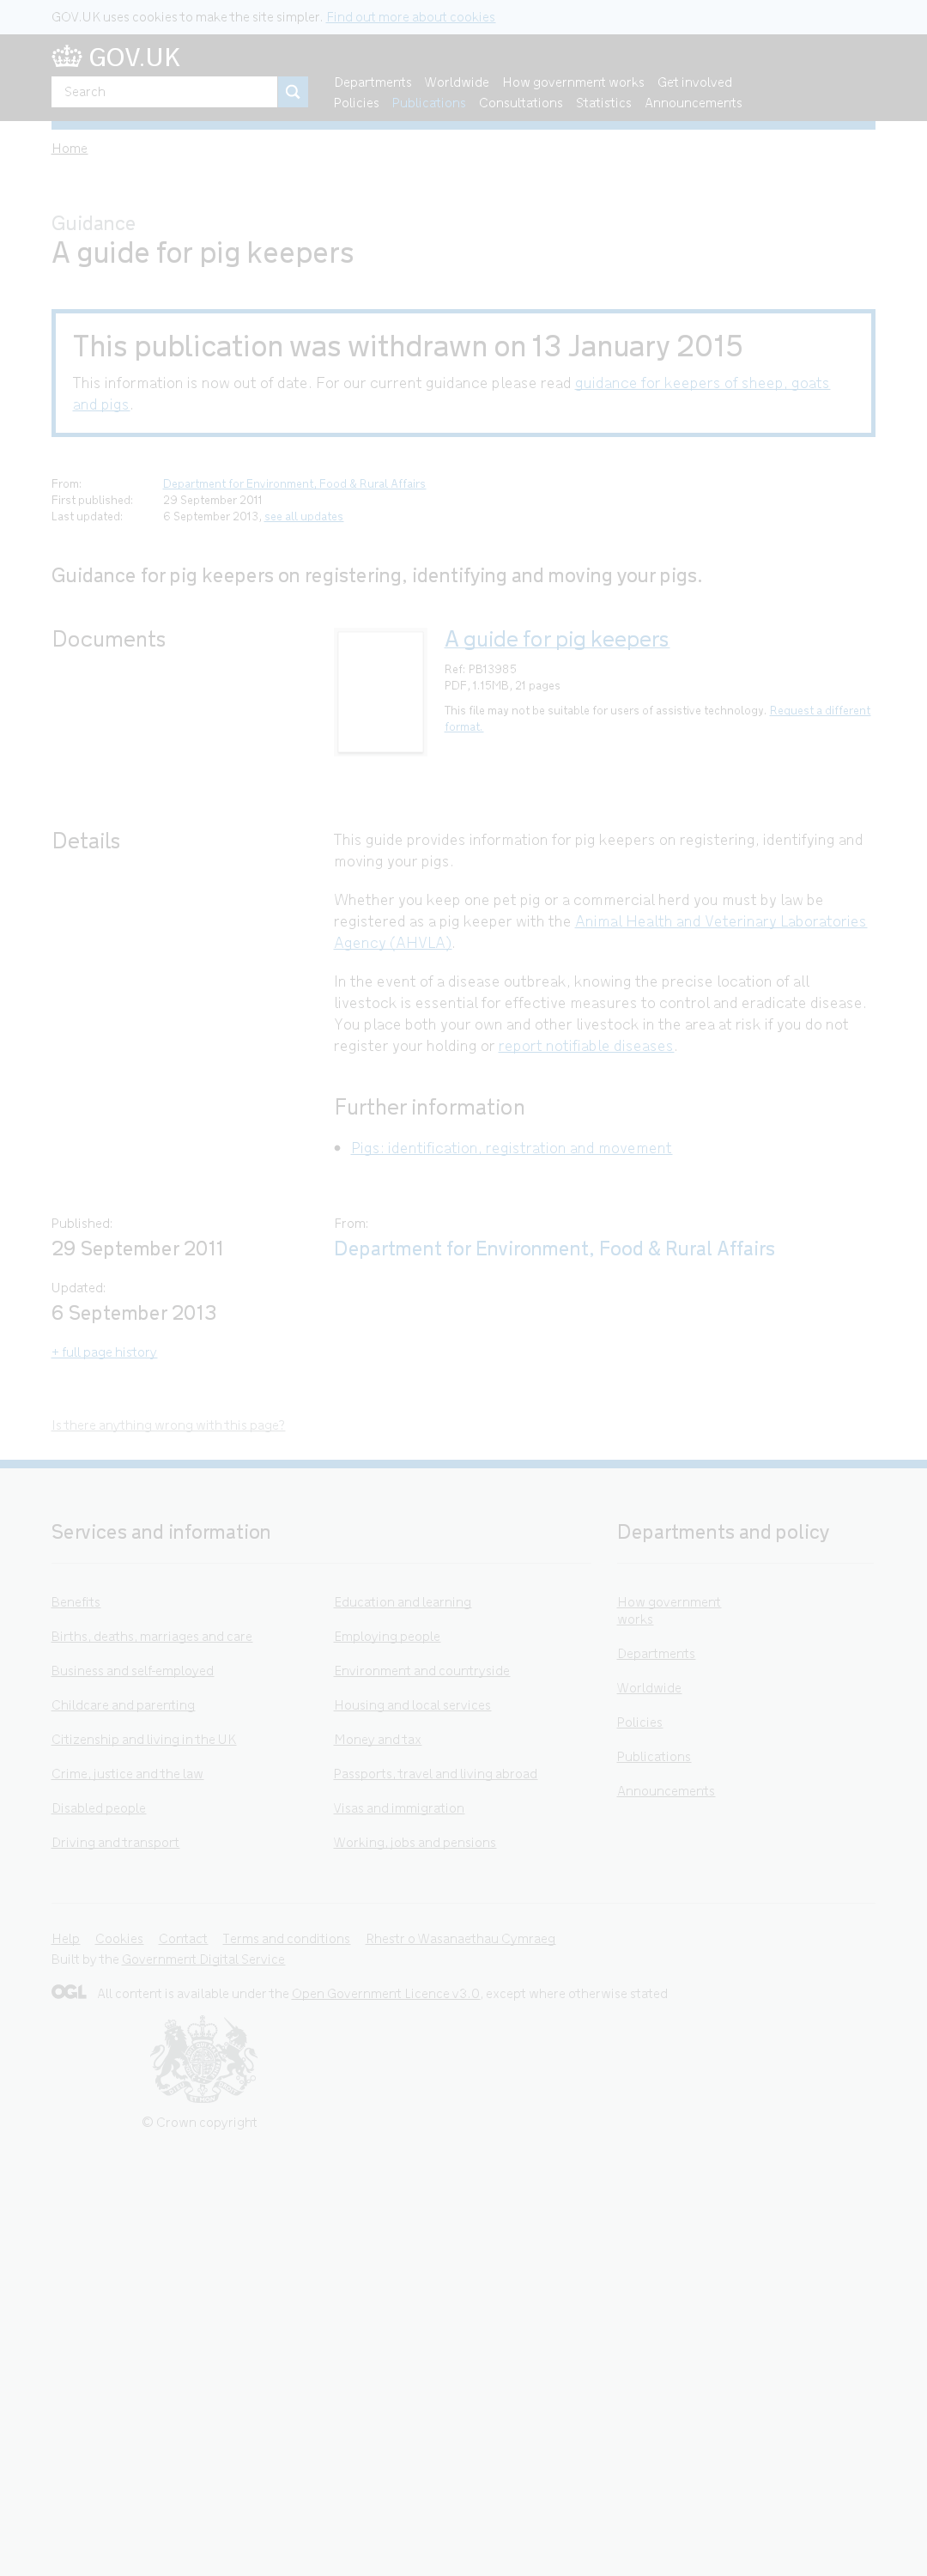 GOV.UK uses cookies to make the site simpler. Find out more about cookies
GOV.UK
Search
Departments Worldwide How government works Get involved
Policies Publications Consultations Statistics Announcements
Home
Guidance
A guide for pig keepers
This publication was withdrawn on 13 January 2015
This information is now out of date. For our current guidance please read guidance for keepers of sheep, goats
and pigs.
From: Department for Environment, Food & Rural Affairs
First published: 29 September 2011
Last updated: 6 September 2013, see all updates
Guidance for pig keepers on registering, identifying and moving your pigs.
Documents
A guide for pig keepers
Ref: PB13985
PDF, 1.15MB, 21 pages
This file may not be suitable for users of assistive technology. Request a different
format.
Details
This guide provides information for pig keepers on registering, identifying and
moving your pigs.
Whether you keep one pet pig or a commercial herd you must by law be
registered as a pig keeper with the Animal Health and Veterinary Laboratories
Agency (AHVLA).
In the event of a disease outbreak, knowing the precise location of all
livestock is essential for effective measures to control and eradicate disease.
You place both your own and other livestock in the area at risk if you do not
register your holding or report notifiable diseases.
Further information
• Pigs: identification, registration and movement
Published:
29 September 2011
Updated:
6 September 2013
+ full page history
From:
Department for Environment, Food & Rural Affairs
Is there anything wrong with this page?
Services and information
Benefits
Births, deaths, marriages and care
Business and self-employed
Childcare and parenting
Citizenship and living in the UK
Crime, justice and the law
Disabled people
Driving and transport
Education and learning
Employing people
Environment and countryside
Housing and local services
Money and tax
Passports, travel and living abroad
Visas and immigration
Working, jobs and pensions
Departments and policy
How government
works
Departments
Worldwide
Policies
Publications
Announcements
Help Cookies Contact Terms and conditions Rhestr o Wasanaethau Cymraeg
Built by the Government Digital Service
OGL All content is available under the Open Government Licence v3.0, except where otherwise stated
© Crown copyright